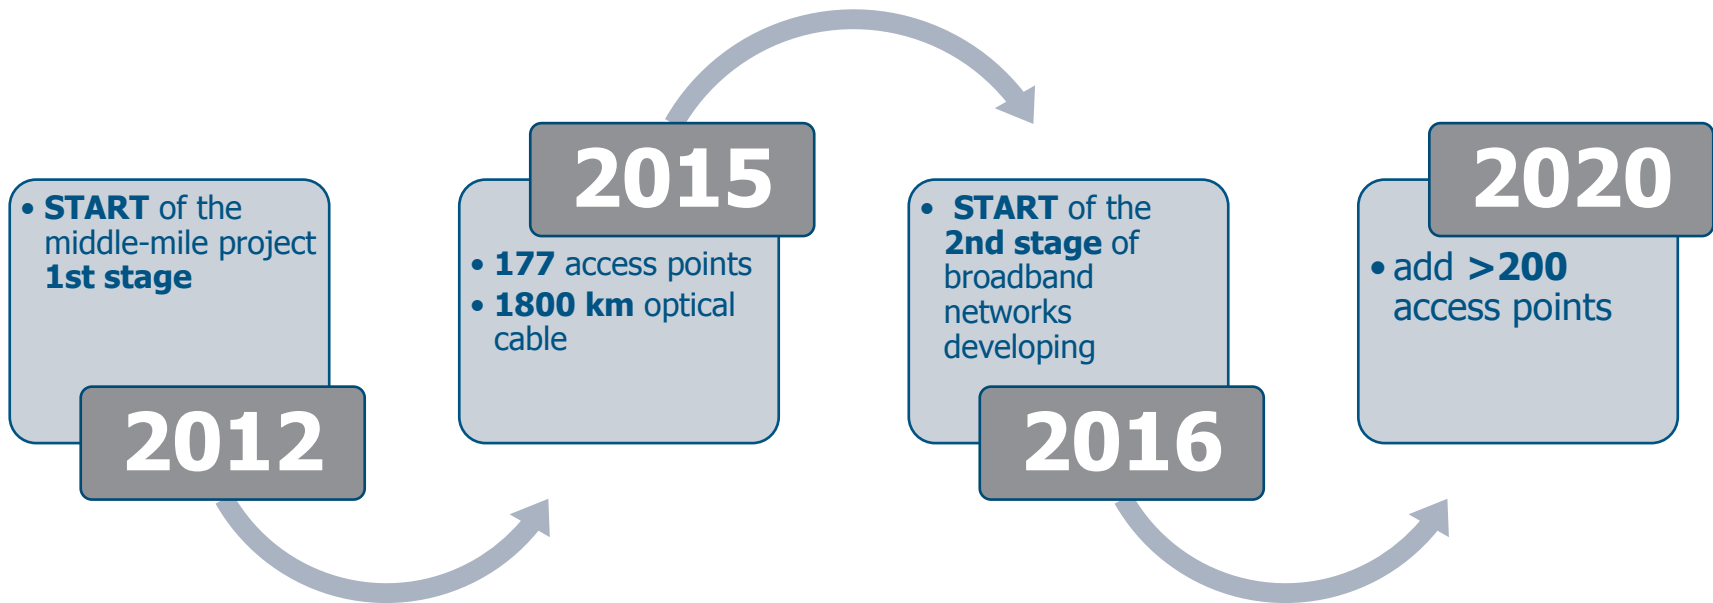 • START of the
middle-mile project
1st stage
2012
2015
• 177 access points
• 1800 km optical
cable
• START of the
2nd stage of
broadband
networks
developing
2016
2020
• add >200
access points